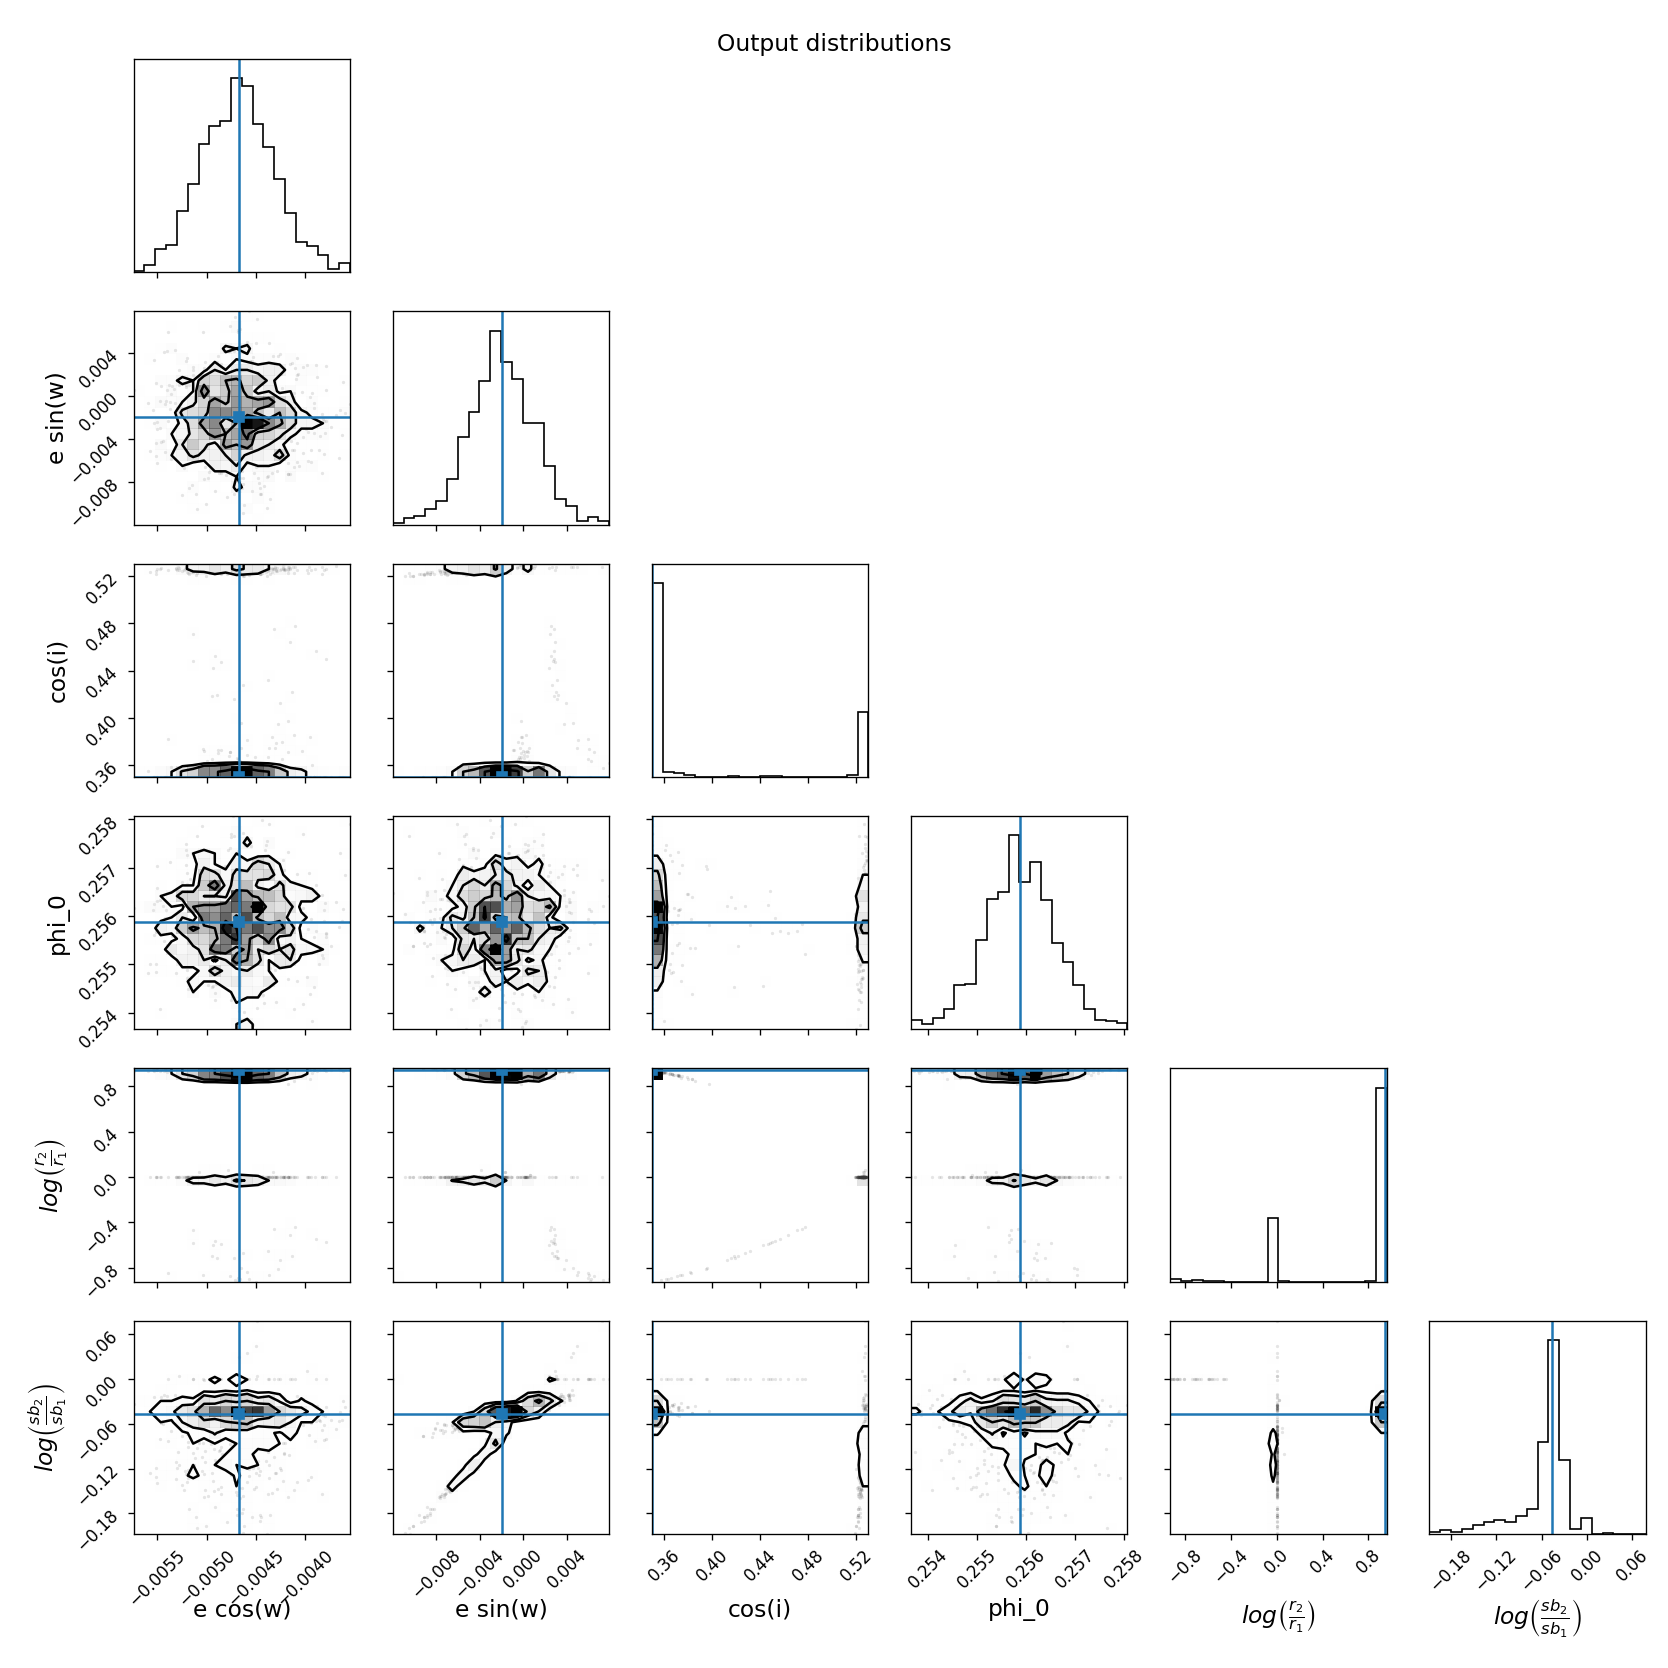 Output distributions
e sin(w)
0.004
0.000
−0.004
−0.008
cos(i)
0.52
0.48
0.44
0.40
0.36
phi_0
0.258
0.257
0.256
0.255
0.254
log(r₂/r₁)
0.8
0.4
0.0
−0.4
−0.8
log(sb₂/sb₁)
0.06
0.00
−0.06
−0.12
−0.18
−0.0055 −0.0050 −0.0045 −0.0040
e cos(w)
−0.008 −0.004 0.000 0.004
e sin(w)
0.36 0.40 0.44 0.48 0.52
cos(i)
0.254 0.255 0.256 0.257 0.258
phi_0
−0.8 −0.4 0.0 0.4 0.8
log(r₂/r₁)
−0.18 −0.12 −0.06 0.00 0.06
log(sb₂/sb₁)